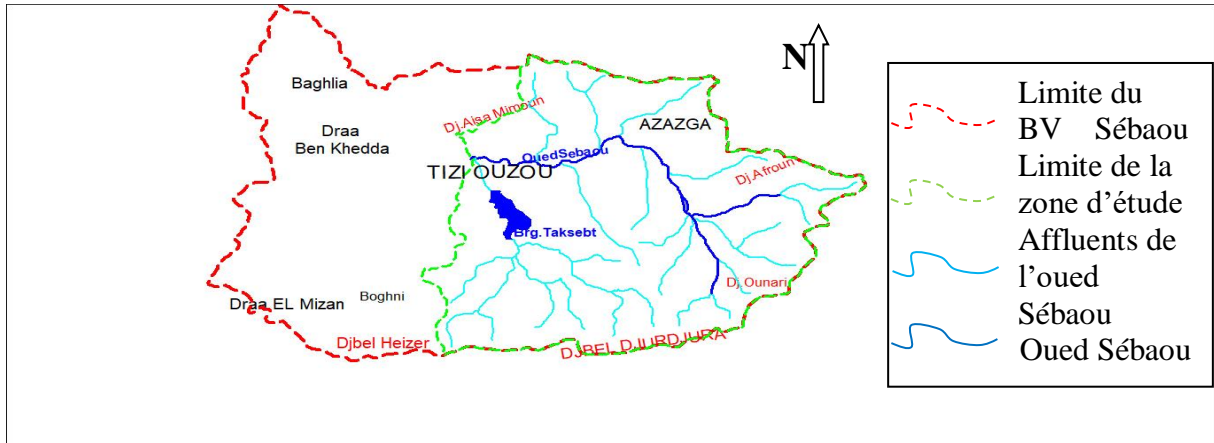 Baghlia
Draa
Ben Khedda
Dj.Aisa Mimoun
AZAZGA
N
Oued Sebaou
TIZI OUZOU
Dj.Afroun
Brg.Taksebt
Dj.Ounari
Draa EL Mizan
Boghni
Djbel Heizer
DJBEL DJURDJURA
Limite du
BV Sébaou
Limite de la
zone d’étude
Affluents de
l’oued
Sébaou
Oued Sébaou